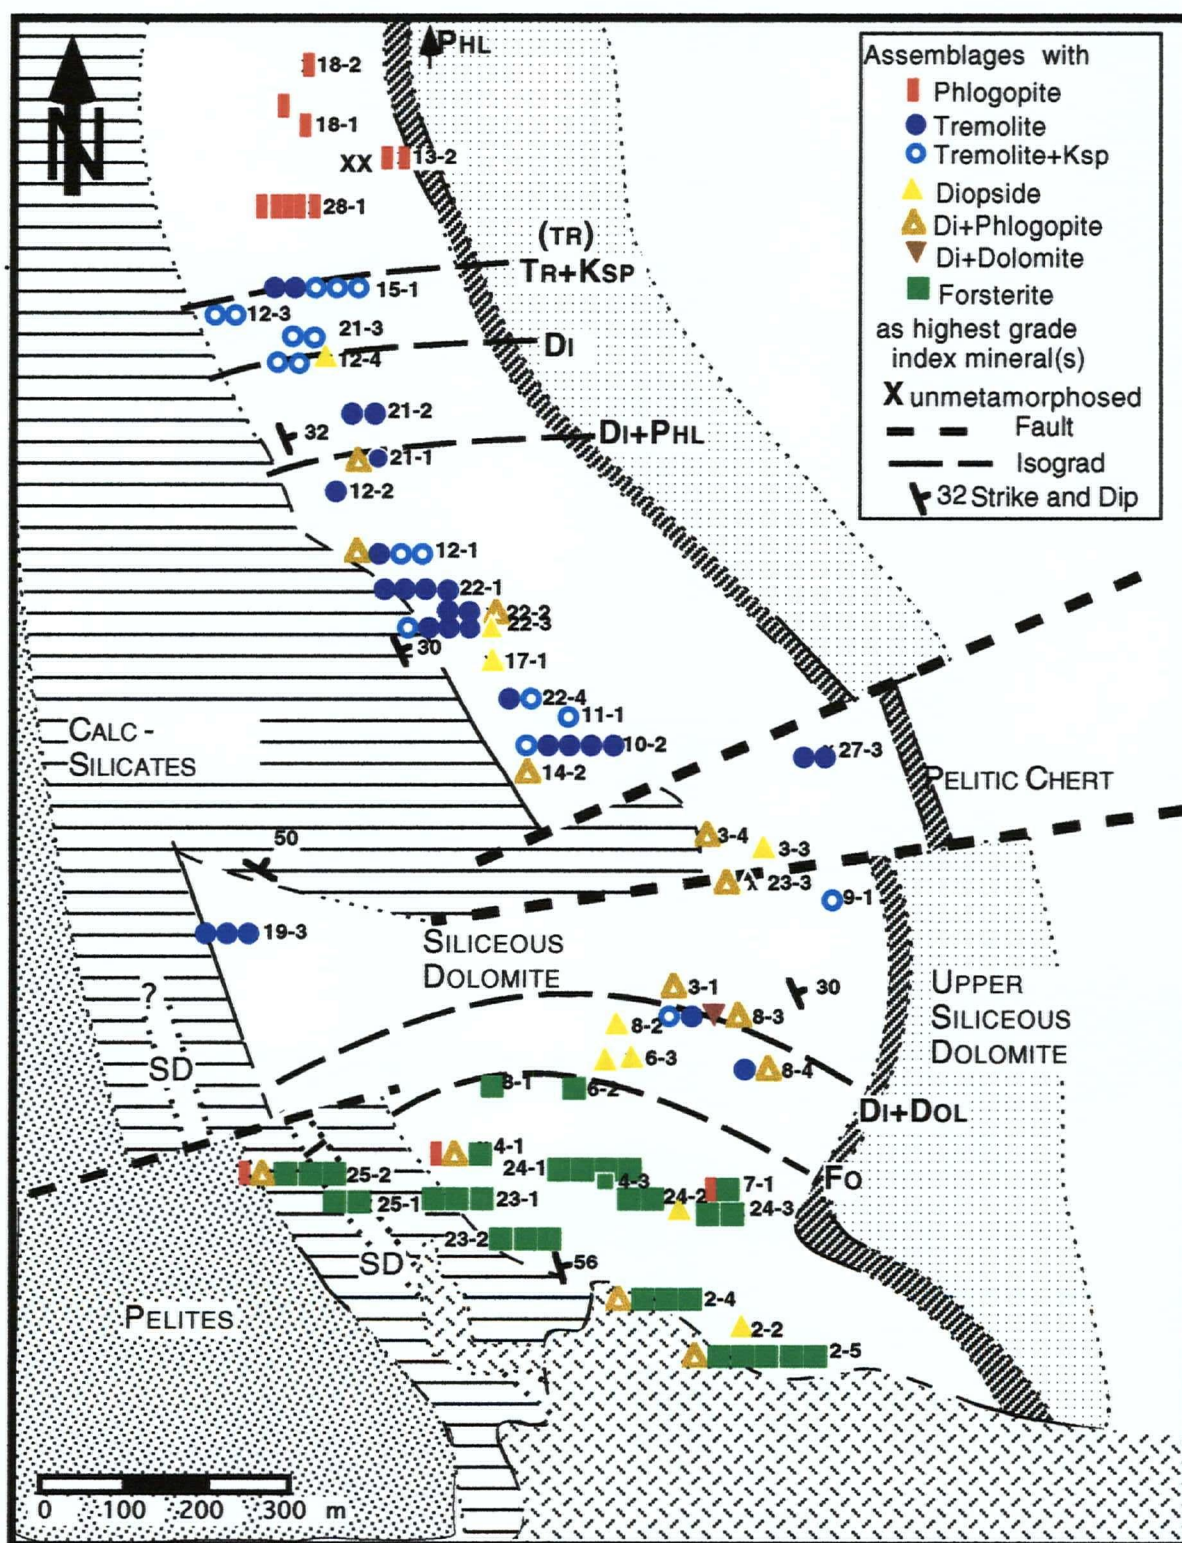 PHL
N
18-2
18-1
XX
13-2
28-1
Assemblages with
Phlogopite
Tremolite
Tremolite+Ksp
Diopside
Di+Phlogopite
Di+Dolomite
Forsterite
as highest grade
index mineral(s)
X unmetamorphosed
Fault
Isograd
32 Strike and Dip
(TR)
TR+KSP
15-1
12-3
21-3
12-4
DI
21-2
32
DI+PHL
21-1
12-2
12-1
22-1
22-2
22-3
30
17-1
22-4
11-1
10-2
14-2
27-3
CALC -
SILICATES
PELITIC CHERT
50
3-4
3-3
23-3
9-1
19-3
SILICEOUS
DOLOMITE
UPPER
SILICEOUS
DOLOMITE
?
3-1
30
8-2
8-3
6-3
8-4
SD
8-1
6-2
DI+DOL
4-1
24-1
25-2
4-3
7-1
FO
25-1
23-1
24-2
24-3
23-2
SD
56
PELITES
2-4
2-2
2-5
0 100 200 300 m